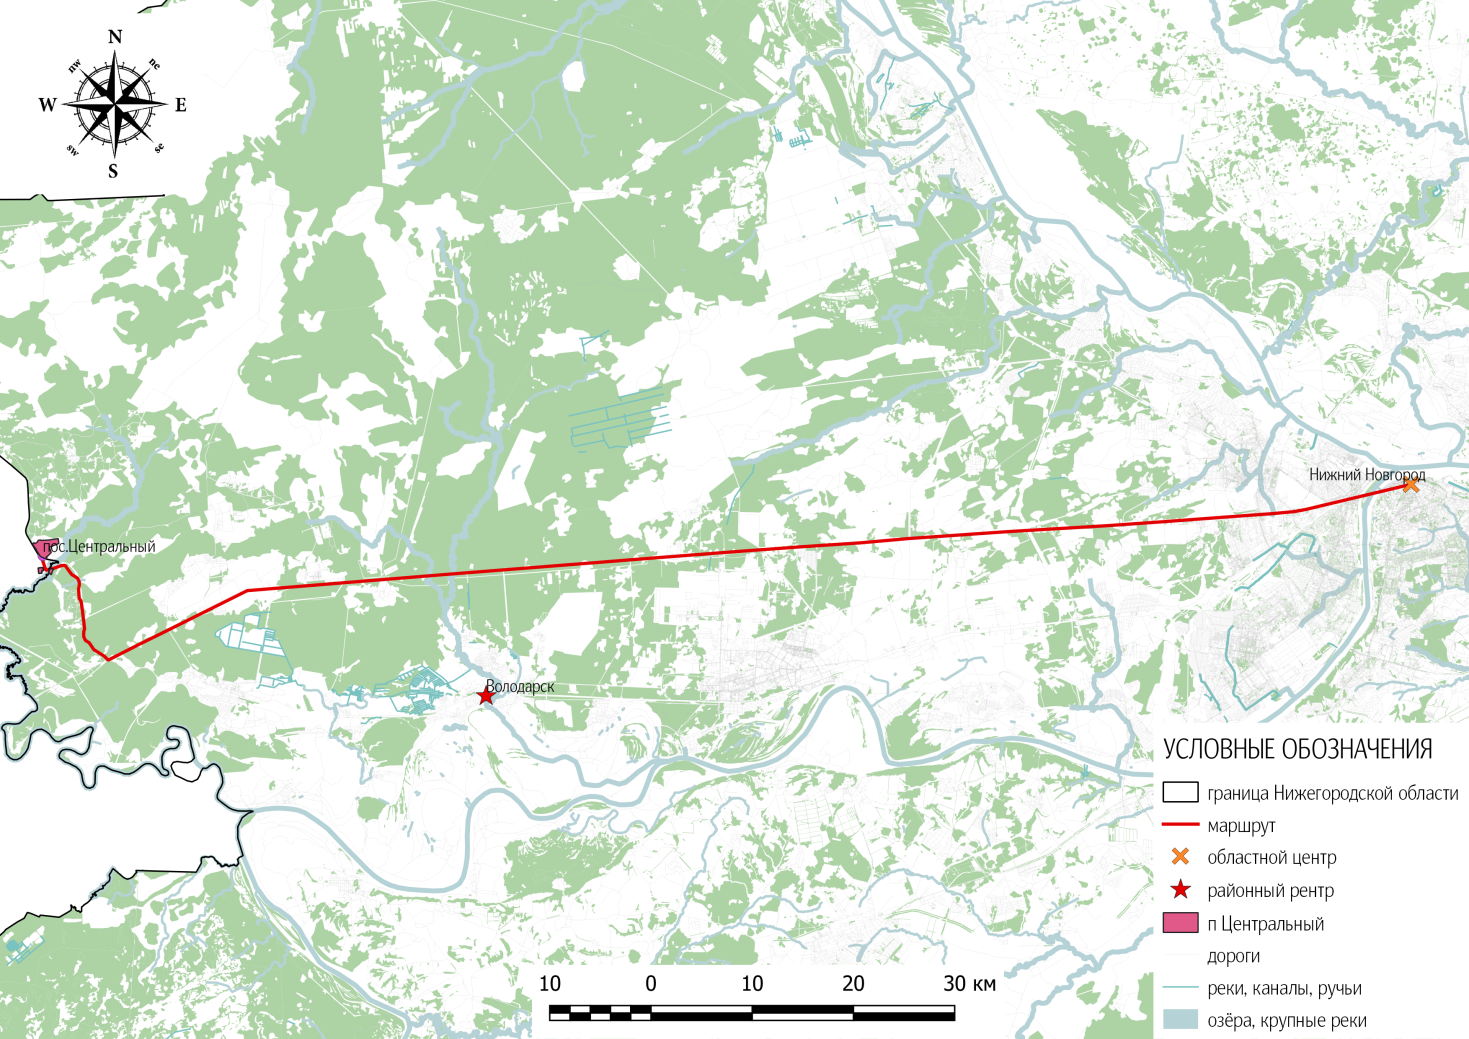 N
nw
ne
W
E
sw
se
S
Нижний Новгород
пос.Центральный
Володарск
УСЛОВНЫЕ ОБОЗНАЧЕНИЯ
граница Нижегородской области
маршрут
областной центр
районный рентр
п Центральный
дороги
реки, каналы, ручьи
озёра, крупные реки
10 0 10 20 30 км